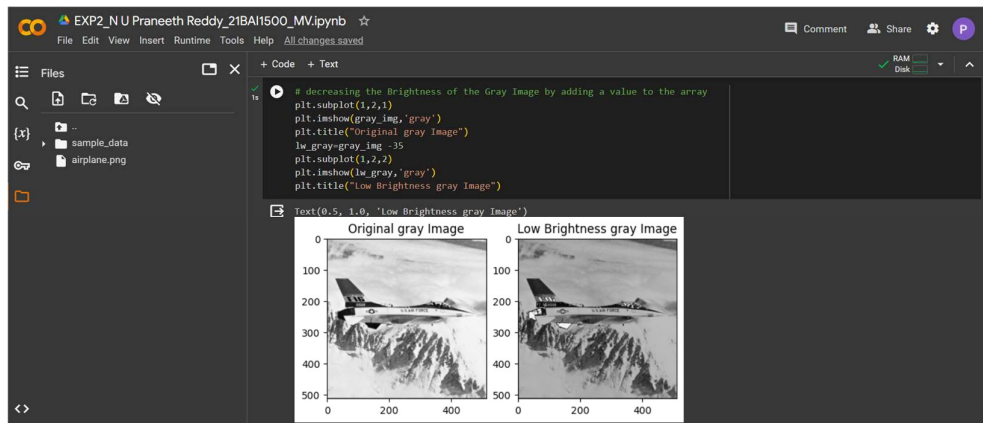 EXP2_N U Praneeth Reddy_21BAI1500_MV.ipynb
File Edit View Insert Runtime Tools Help All changes saved
Comment Share P
Files
+ Code + Text
RAM
Disk
{x}
..
sample_data
airplane.png
1s
# decreasing the Brightness of the Gray Image by adding a value to the array
plt.subplot(1,2,1)
plt.imshow(gray_img,'gray')
plt.title("Original gray Image")
lw_gray=gray_img -35
plt.subplot(1,2,2)
plt.imshow(lw_gray,'gray')
plt.title("Low Brightness gray Image")
Text(0.5, 1.0, 'Low Brightness gray Image')
Original gray Image
0
100
200
300
400
500
0 200 400
U.S. AIR FORCE
Low Brightness gray Image
0
100
200
300
400
500
0 200 400
U.S. AIR FORCE
<>